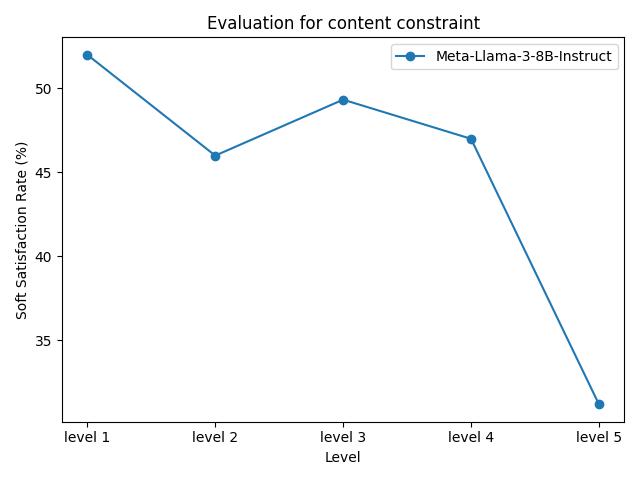 Evaluation for content constraint
Meta-Llama-3-8B-Instruct
Soft Satisfaction Rate (%)
50
45
40
35
level 1 level 2 level 3 level 4 level 5
Level